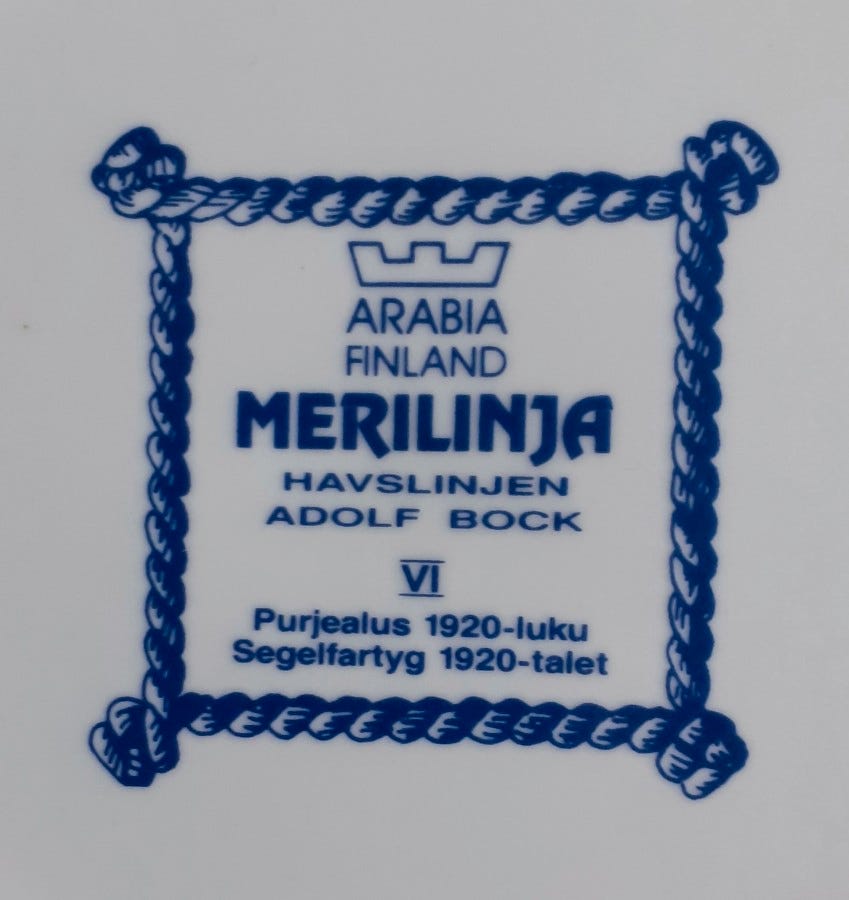 ARABIA
FINLAND
MERILINJA
HAVSLINJEN
ADOLF BOCK
VI
Purjealus 1920-luku
Segelfartyg 1920-talet